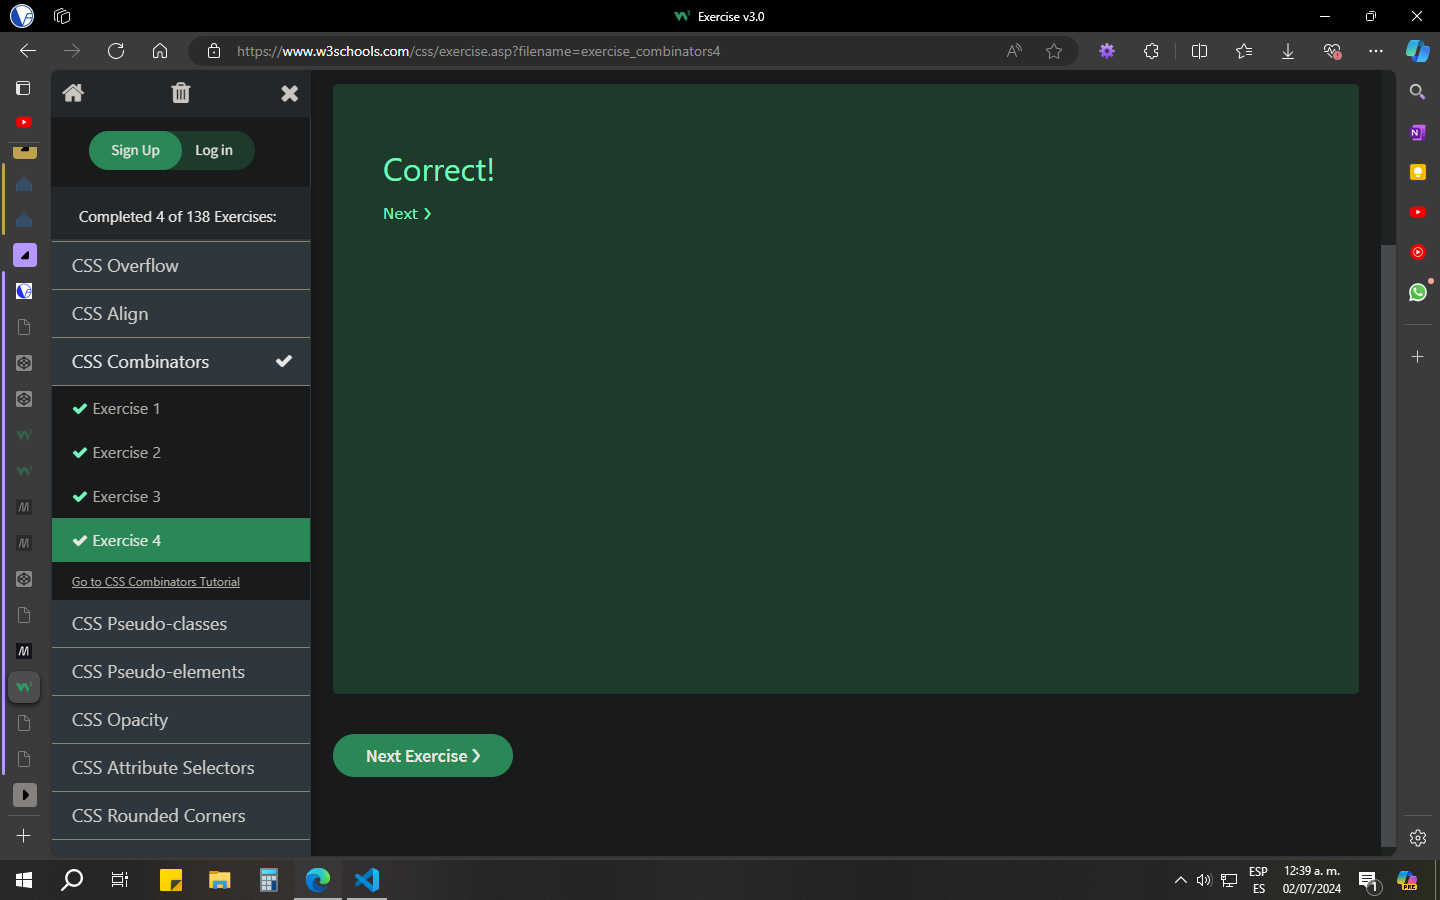 Exercise v3.0
https://www.w3schools.com/css/exercise.asp?filename=exercise_combinators4
Sign Up
Log in
Completed 4 of 138 Exercises:
CSS Overflow
CSS Align
CSS Combinators
Exercise 1
Exercise 2
Exercise 3
Exercise 4
Go to CSS Combinators Tutorial
CSS Pseudo-classes
CSS Pseudo-elements
CSS Opacity
CSS Attribute Selectors
CSS Rounded Corners
Correct!
Next ❯
Next Exercise ❯
ESP
ES
12:39 a. m.
02/07/2024
1
PRE